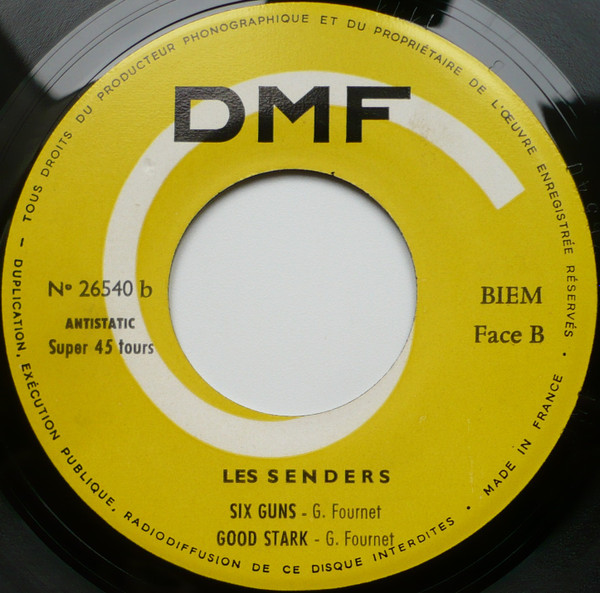 TOUS DROITS DU PRODUCTEUR PHONOGRAPHIQUE ET DU PROPRIÉTAIRE DE L'ŒUVRE ENREGISTRÉE RÉSERVÉS •
DMF
Nº 26540 b
ANTISTATIC
Super 45 tours
BIEM
Face B
LES SENDERS
SIX GUNS - G. Fournet
GOOD STARK - G. Fournet
— DUPLICATION, EXÉCUTION PUBLIQUE, RADIODIFFUSION DE CE DISQUE INTERDITES • MADE IN FRANCE